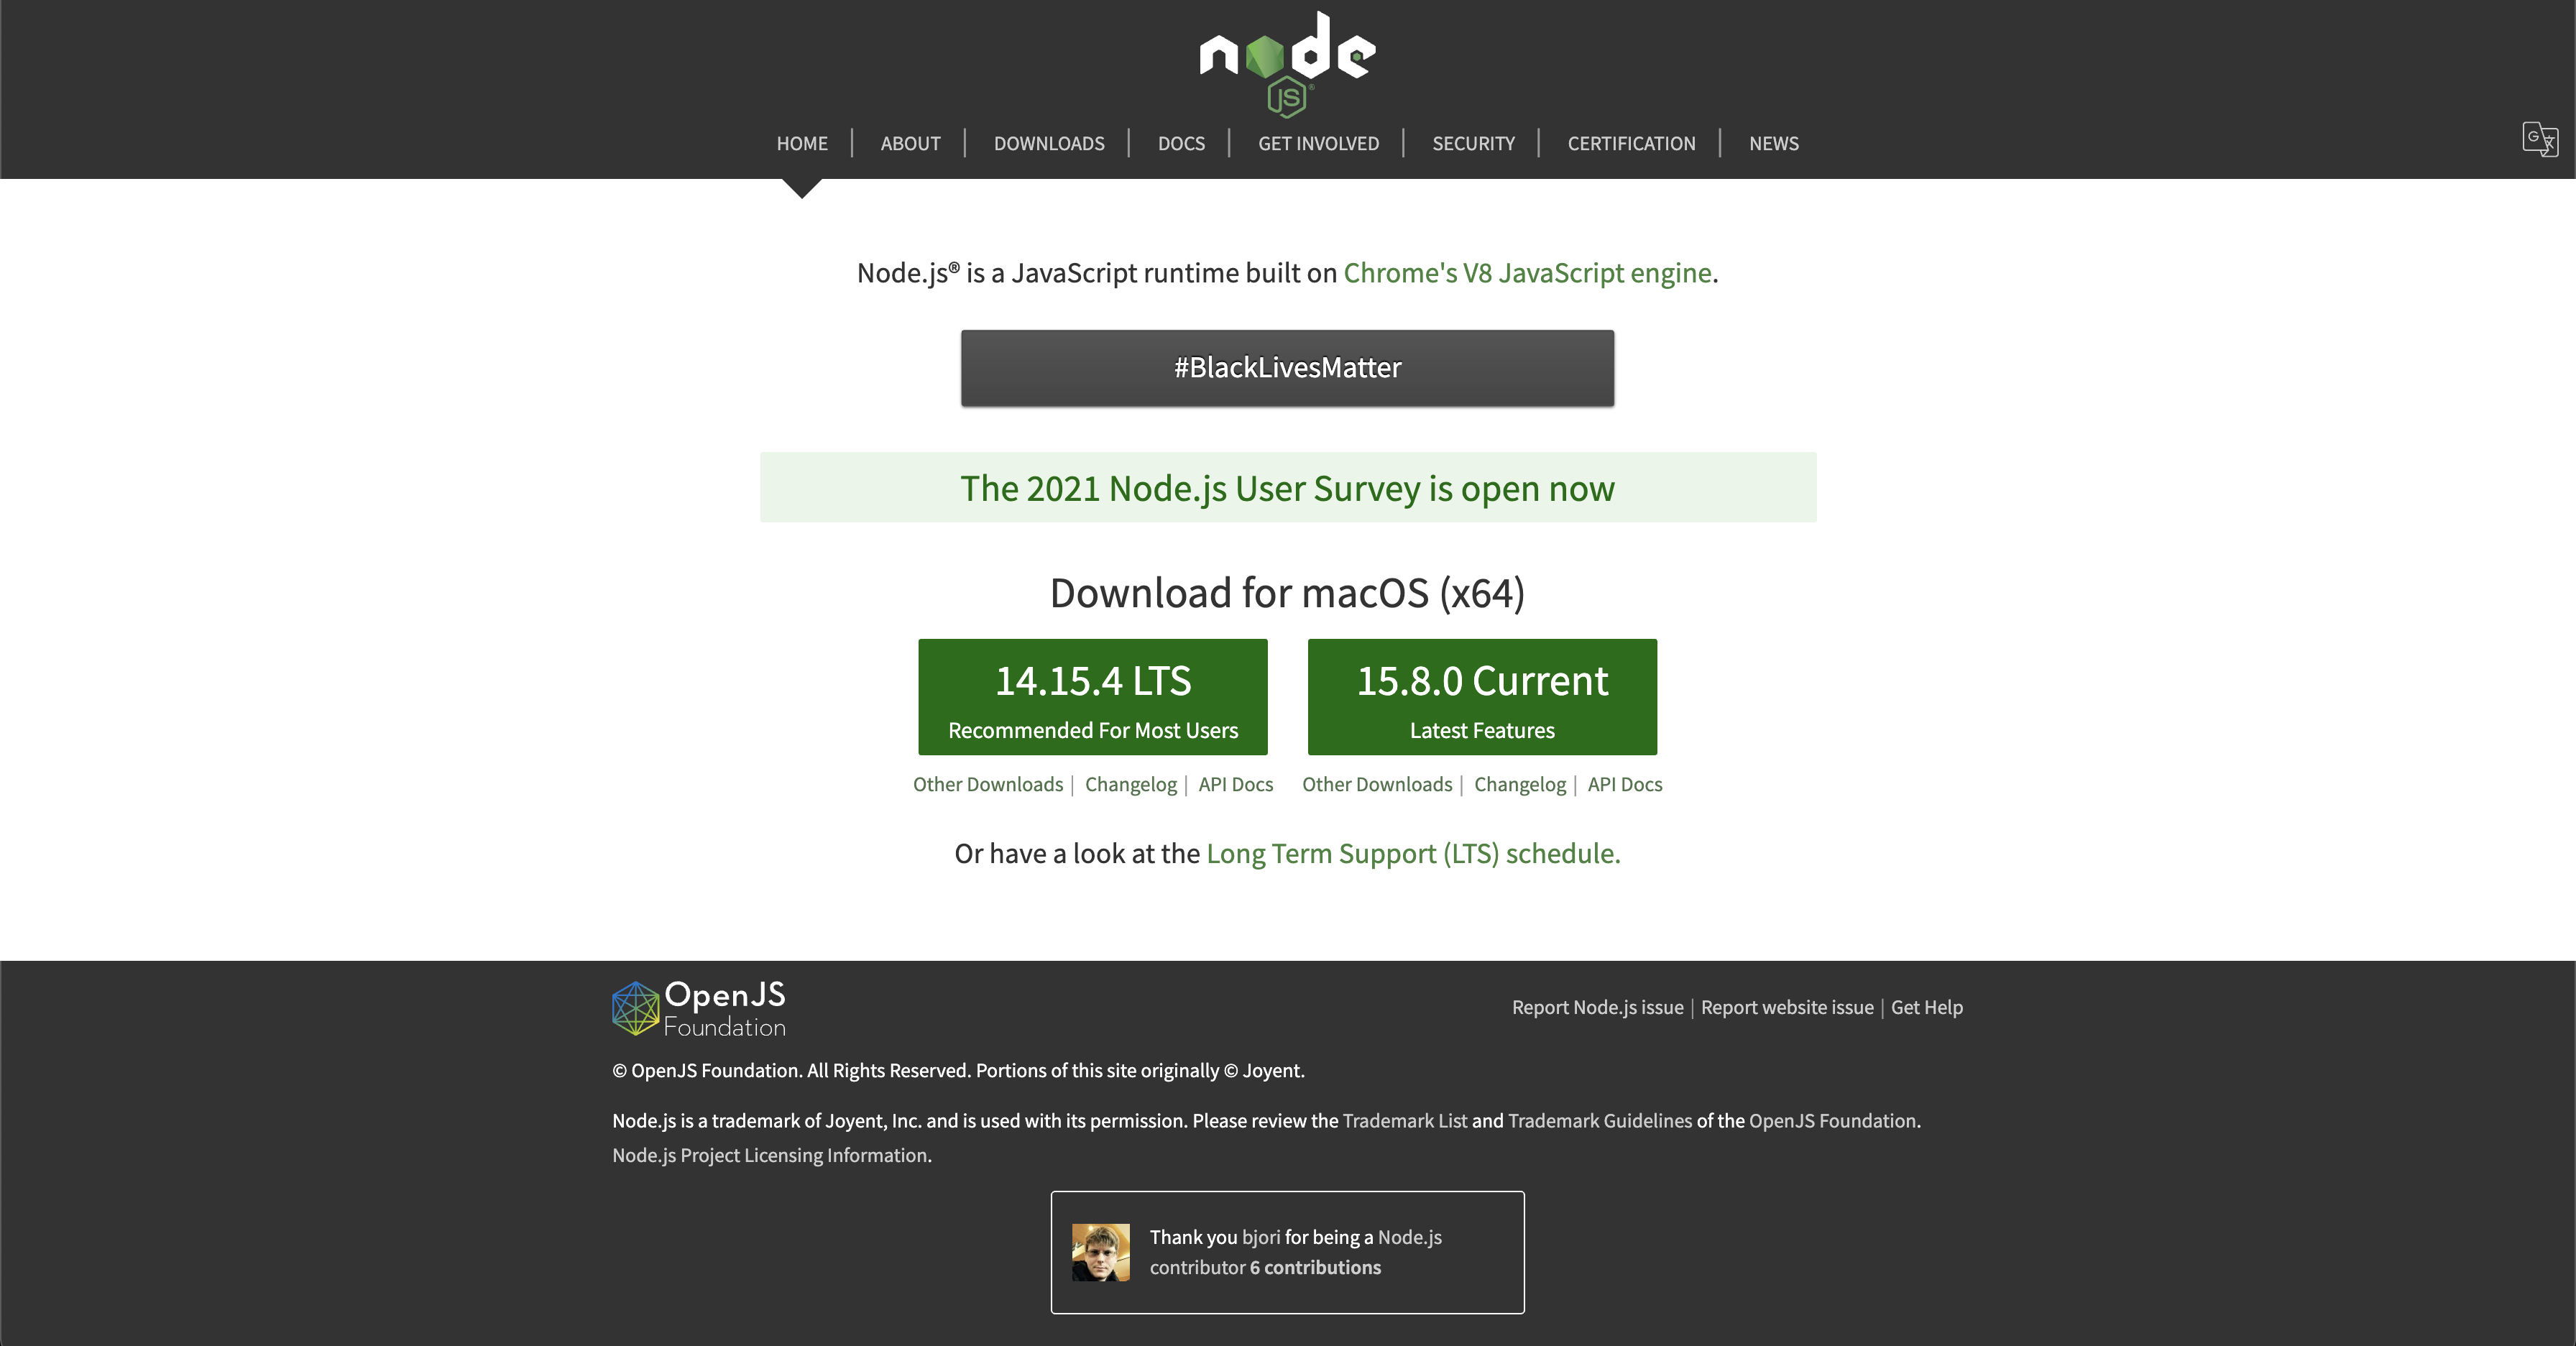 node
JS®
HOME | ABOUT | DOWNLOADS | DOCS | GET INVOLVED | SECURITY | CERTIFICATION | NEWS
Node.js® is a JavaScript runtime built on Chrome's V8 JavaScript engine.
#BlackLivesMatter
The 2021 Node.js User Survey is open now
Download for macOS (x64)
14.15.4 LTS
Recommended For Most Users
Other Downloads | Changelog | API Docs
15.8.0 Current
Latest Features
Other Downloads | Changelog | API Docs
Or have a look at the Long Term Support (LTS) schedule.
OpenJS
Foundation
Report Node.js issue | Report website issue | Get Help
© OpenJS Foundation. All Rights Reserved. Portions of this site originally © Joyent.
Node.js is a trademark of Joyent, Inc. and is used with its permission. Please review the Trademark List and Trademark Guidelines of the OpenJS Foundation.
Node.js Project Licensing Information.
Thank you bjori for being a Node.js
contributor 6 contributions